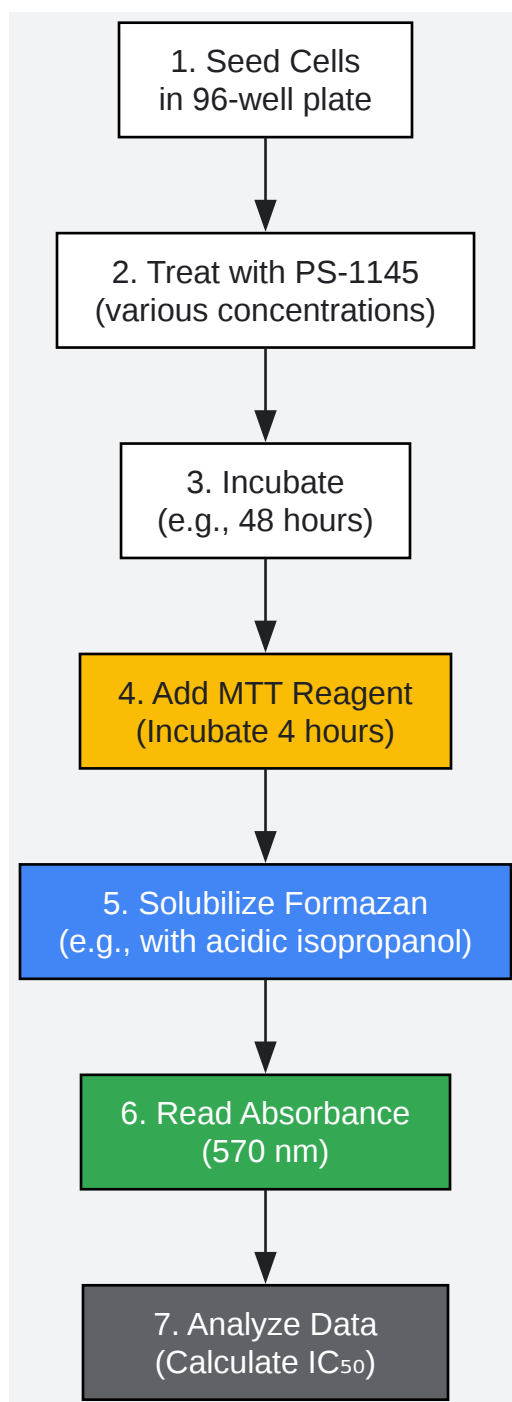 1. Seed Cells
in 96-well plate
2. Treat with PS-1145
(various concentrations)
3. Incubate
(e.g., 48 hours)
4. Add MTT Reagent
(Incubate 4 hours)
5. Solubilize Formazan
(e.g., with acidic isopropanol)
6. Read Absorbance
(570 nm)
7. Analyze Data
(Calculate IC₅₀)